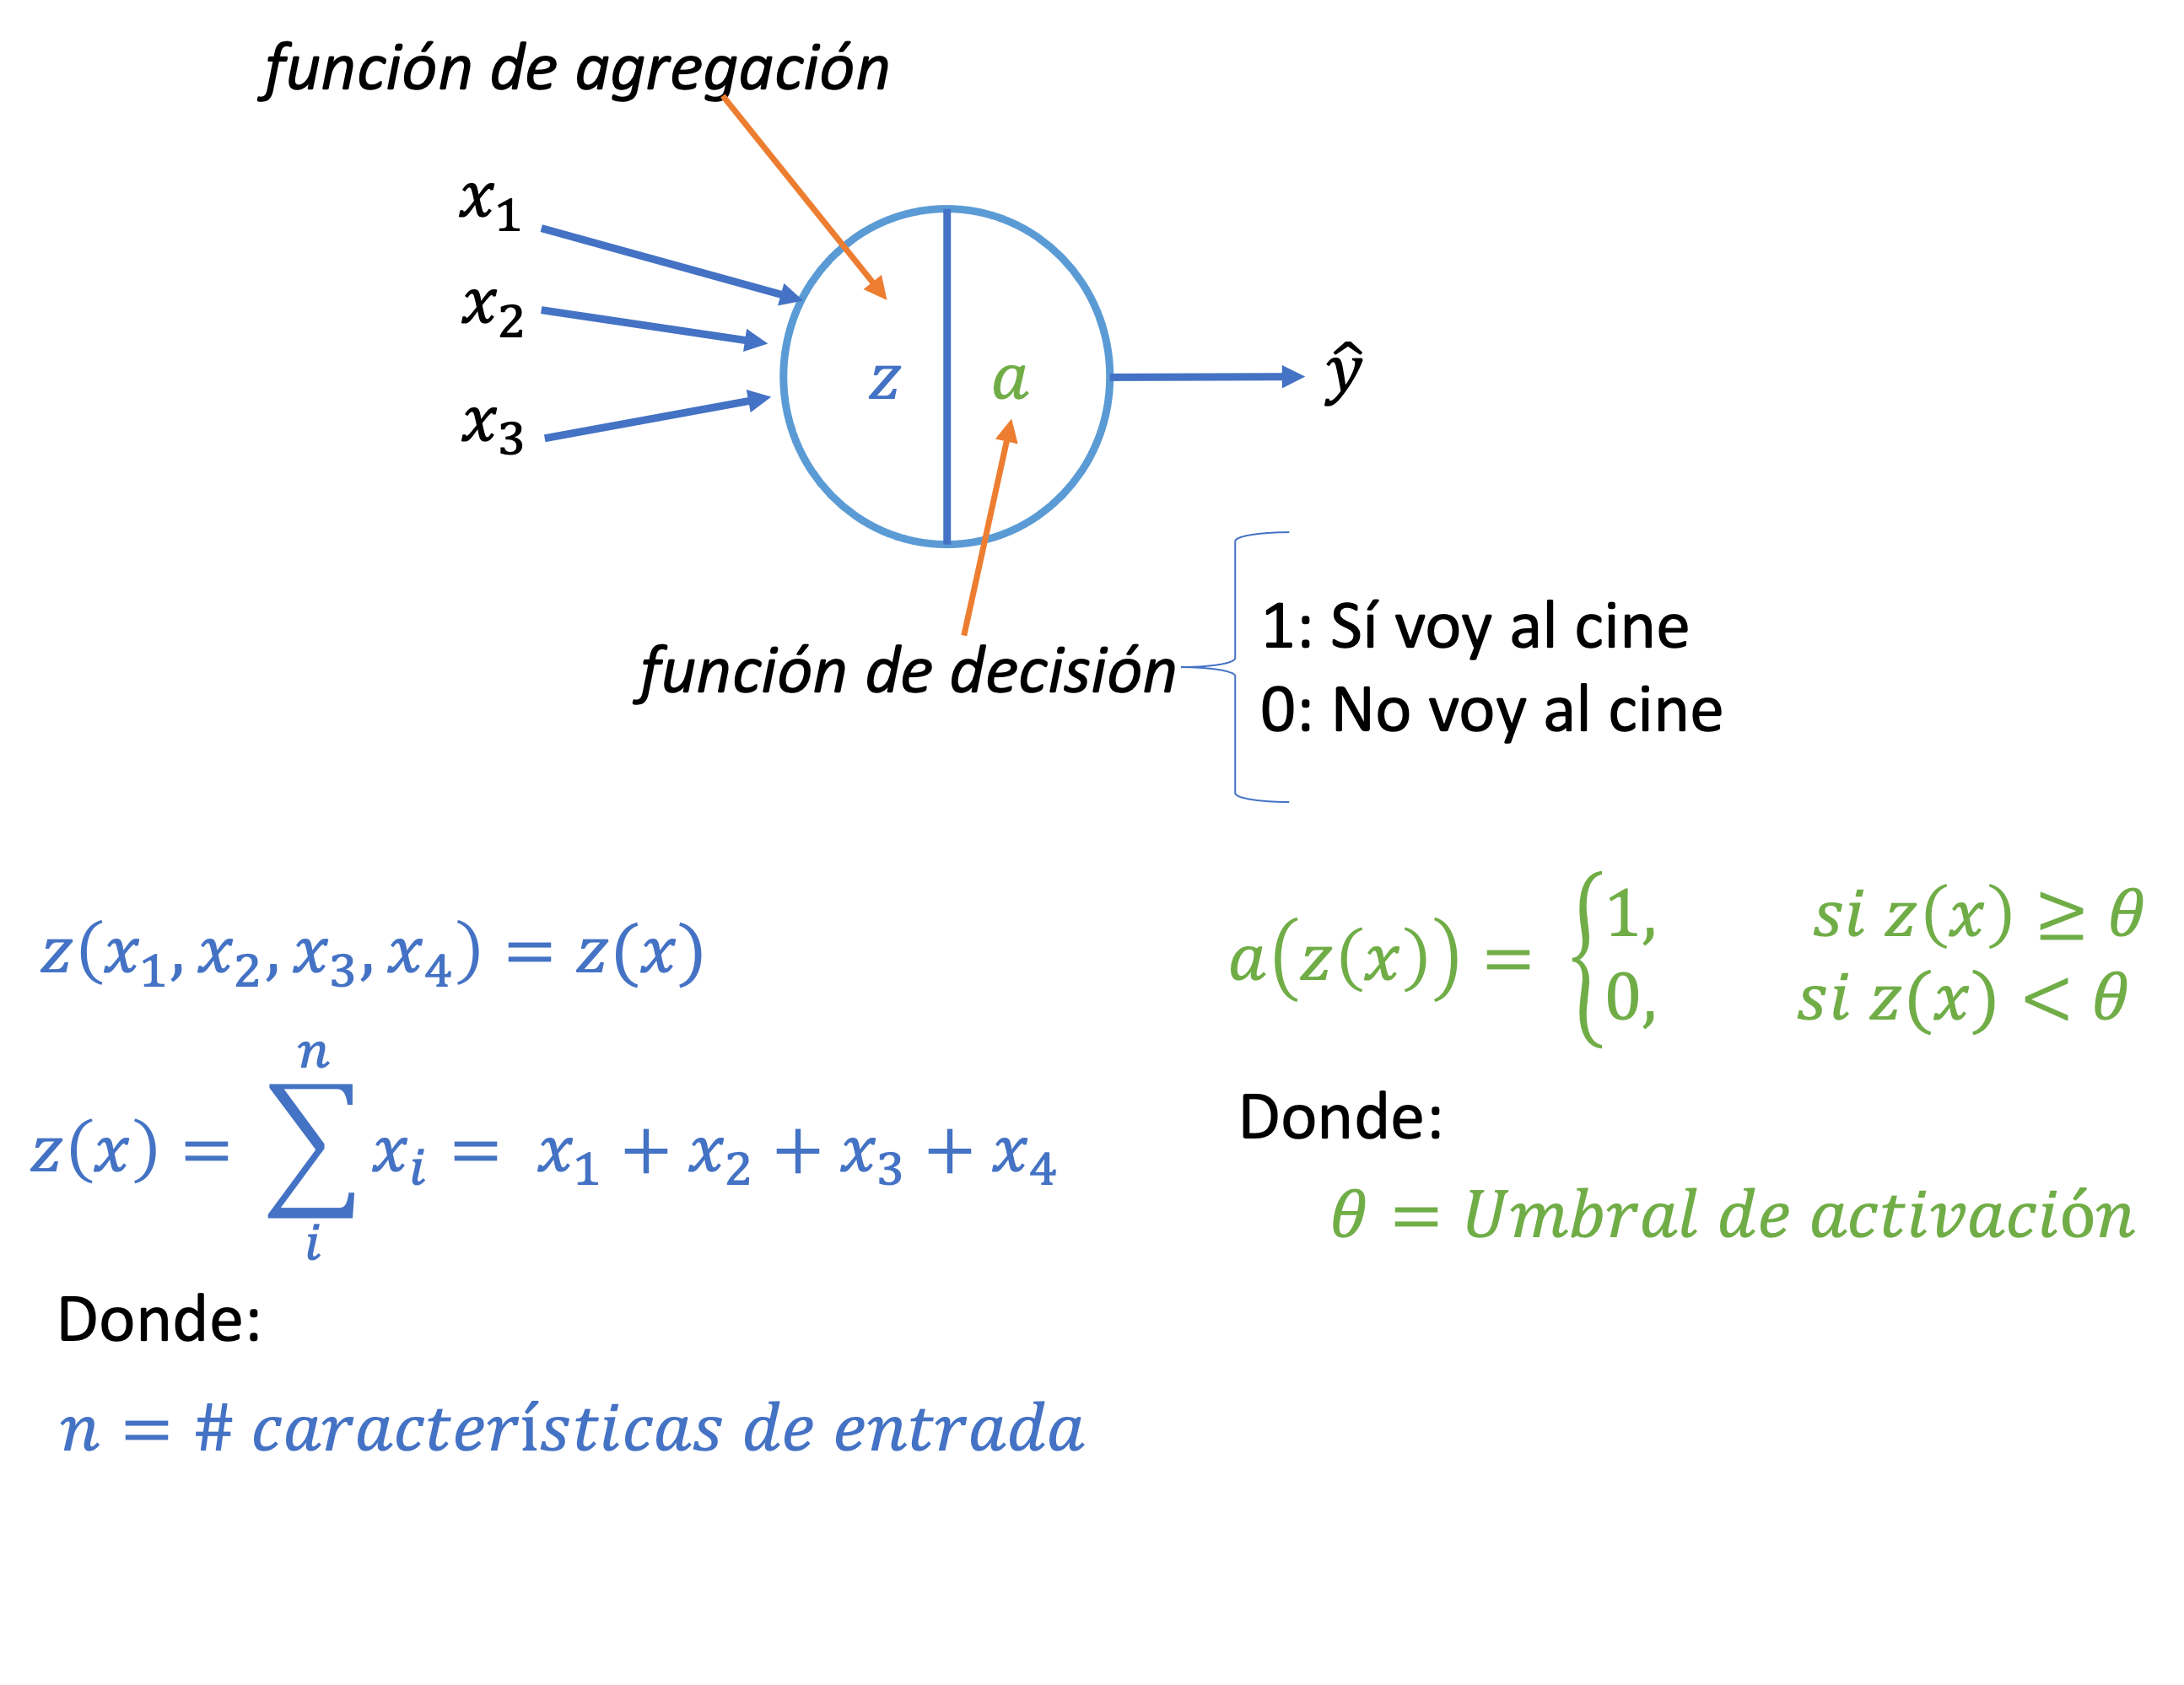 función de agregación
x₁
x₂
x₃
z
a
ŷ
función de decisión
1: Sí voy al cine
0: No voy al cine
z(x₁, x₂, x₃, x₄) = z(x)
n
z(x) = ∑ xᵢ = x₁ + x₂ + x₃ + x₄
i
Donde:
n = # características de entrada
a(z(x)) = { 1, si z(x) ≥ θ
0, si z(x) < θ
Donde:
θ = Umbral de activación